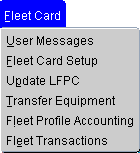 Fleet Card
User Messages
Fleet Card Setup
Update LFPC
Transfer Equipment
Fleet Profile Accounting
Fleet Transactions